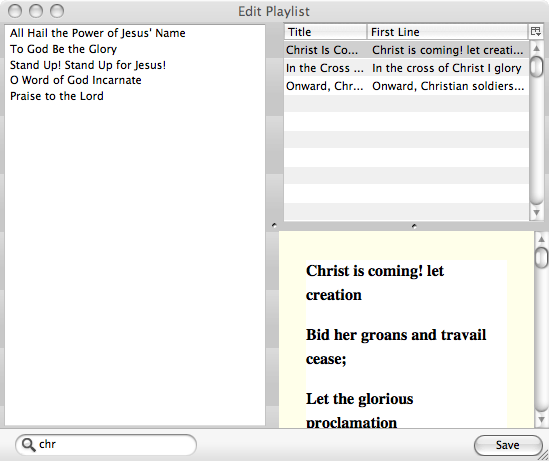 Edit Playlist
All Hail the Power of Jesus' Name
To God Be the Glory
Stand Up! Stand Up for Jesus!
O Word of God Incarnate
Praise to the Lord
Title First Line
Christ Is Co... Christ is coming! let creati...
In the Cross ... In the cross of Christ I glory
Onward, Chr... Onward, Christian soldiers...
Christ is coming! let
creation
Bid her groans and travail
cease;
Let the glorious
proclamation
chr
Save